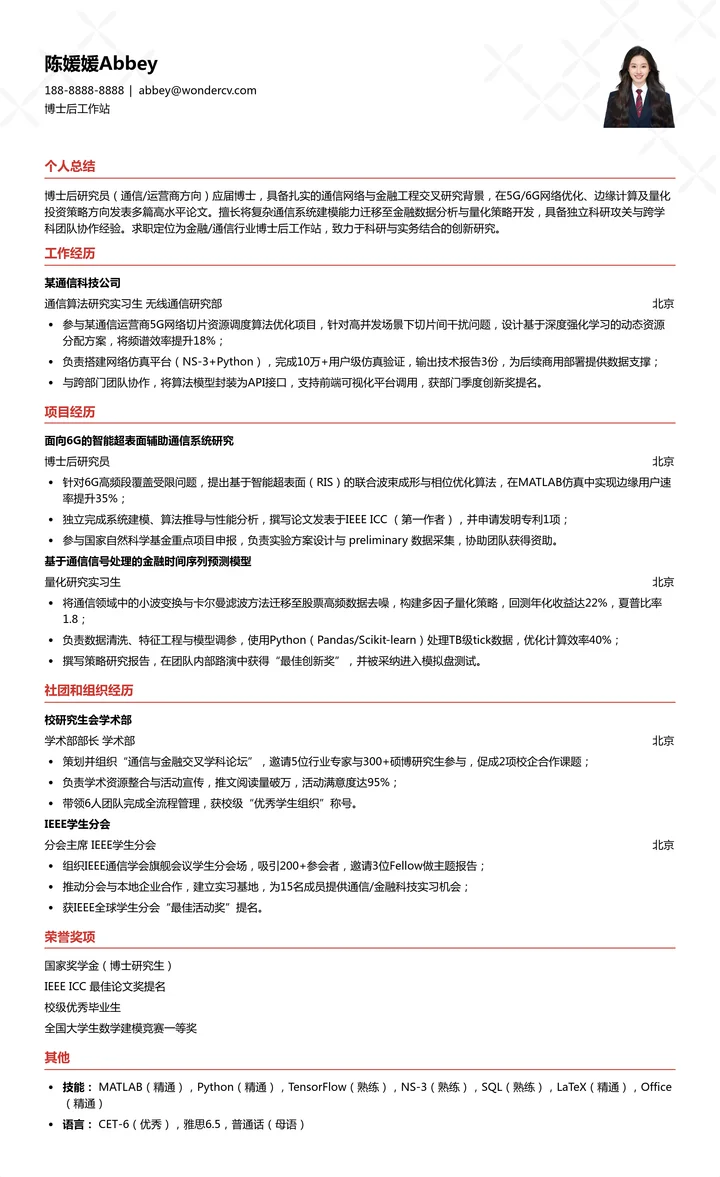 陈媛媛Abbey
188-8888-8888 | abbey@wondercv.com
博士后工作站
个人总结
博士后研究员（通信/运营商方向）应届博士，具备扎实的通信网络与金融工程交叉研究背景，在5G/6G网络优化、边缘计算及量化
投资策略方向发表多篇高水平论文。擅长将复杂通信系统建模能力迁移至金融数据分析与量化策略开发，具备独立科研攻关与跨学
科团队协作经验。求职定位为金融/通信行业博士后工作站，致力于科研与实务结合的创新研究。
工作经历
某通信科技公司
通信算法研究实习生 无线通信研究部 北京
• 参与某通信运营商5G网络切片资源调度算法优化项目，针对高并发场景下切片间干扰问题，设计基于深度强化学习的动态资源
分配方案，将频谱效率提升18%；
• 负责搭建网络仿真平台（NS-3+Python），完成10万+用户级仿真验证，输出技术报告3份，为后续商用部署提供数据支撑；
• 与跨部门团队协作，将算法模型封装为API接口，支持前端可视化平台调用，获部门季度创新奖提名。
项目经历
面向6G的智能超表面辅助通信系统研究
博士后研究员 北京
• 针对6G高频段覆盖受限问题，提出基于智能超表面（RIS）的联合波束成形与相位优化算法，在MATLAB仿真中实现边缘用户速
率提升35%；
• 独立完成系统建模、算法推导与性能分析，撰写论文发表于IEEE ICC （第一作者），并申请发明专利1项；
• 参与国家自然科学基金重点项目申报，负责实验方案设计与 preliminary 数据采集，协助团队获得资助。
基于通信信号处理的金融时间序列预测模型
量化研究实习生 北京
• 将通信领域中的小波变换与卡尔曼滤波方法迁移至股票高频数据去噪，构建多因子量化策略，回测年化收益达22%，夏普比率
1.8；
• 负责数据清洗、特征工程与模型调参，使用Python（Pandas/Scikit-learn）处理TB级tick数据，优化计算效率40%；
• 撰写策略研究报告，在团队内部路演中获得“最佳创新奖”，并被采纳进入模拟盘测试。
社团和组织经历
校研究生会学术部
学术部部长 学术部 北京
• 策划并组织“通信与金融交叉学科论坛”，邀请5位行业专家与300+硕博研究生参与，促成2项校企合作课题；
• 负责学术资源整合与活动宣传，推文阅读量破万，活动满意度达95%；
• 带领6人团队完成全流程管理，获校级“优秀学生组织”称号。
IEEE学生分会
分会主席 IEEE学生分会 北京
• 组织IEEE通信学会旗舰会议学生分会场，吸引200+参会者，邀请3位Fellow做主题报告；
• 推动分会与本地企业合作，建立实习基地，为15名成员提供通信/金融科技实习机会；
• 获IEEE全球学生分会“最佳活动奖”提名。
荣誉奖项
国家奖学金（博士研究生）
IEEE ICC 最佳论文奖提名
校级优秀毕业生
全国大学生数学建模竞赛一等奖
其他
• 技能： MATLAB（精通），Python（精通），TensorFlow（熟练），NS-3（熟练），SQL（熟练），LaTeX（精通），Office
（精通）
• 语言： CET-6（优秀），雅思6.5，普通话（母语）